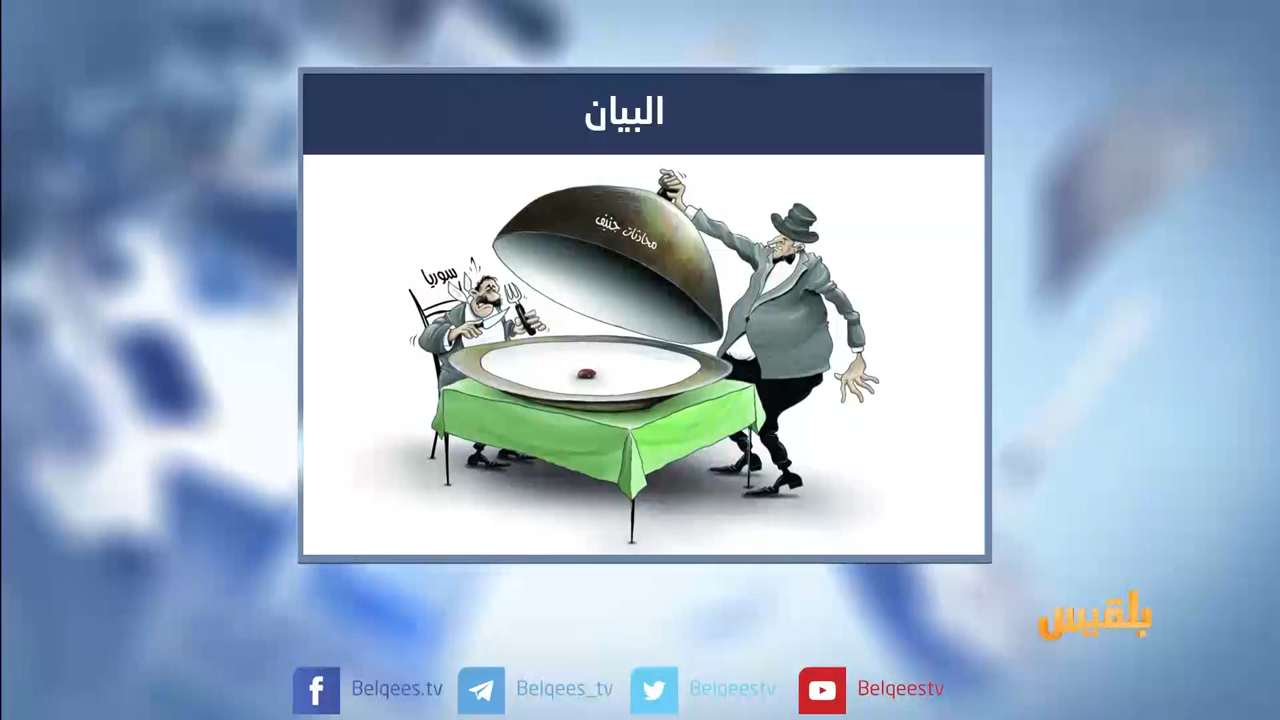 البيان
محادثات جنيف
سوريا
بلقيس
Belqees.tv
Belqees_tv
Belqeestv
Belqeestv